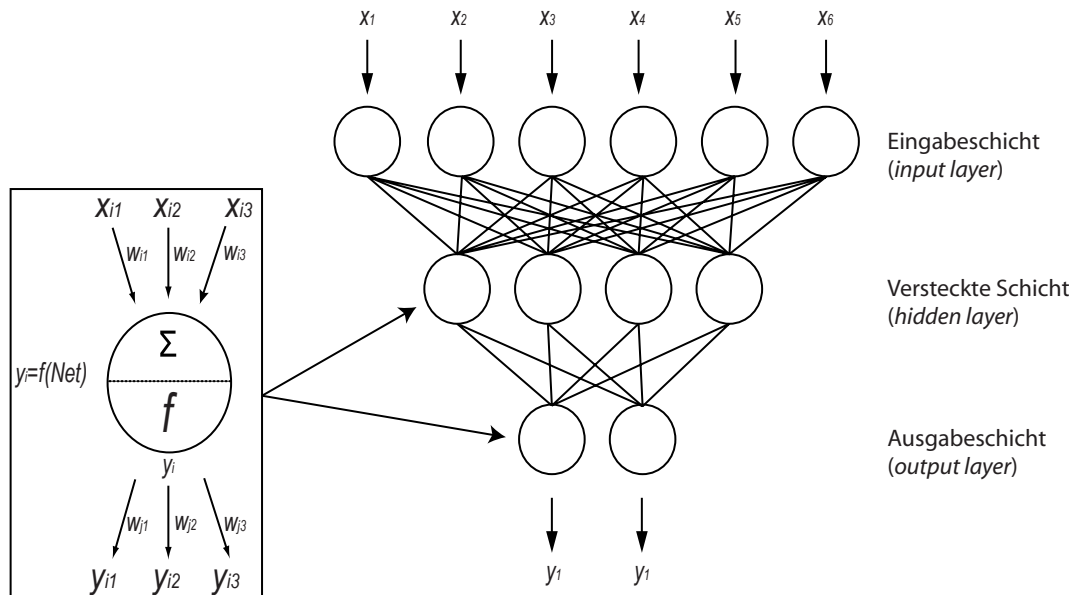 x1 x2 x3 x4 x5 x6
Eingabeschicht
(input layer)
xi1 xi2 xi3
wi1 wi2 wi3
Σ
yi=f(Net)
f
yi
wj1 wj2 wj3
yi1 yi2 yi3
Versteckte Schicht
(hidden layer)
Ausgabeschicht
(output layer)
y1 y1